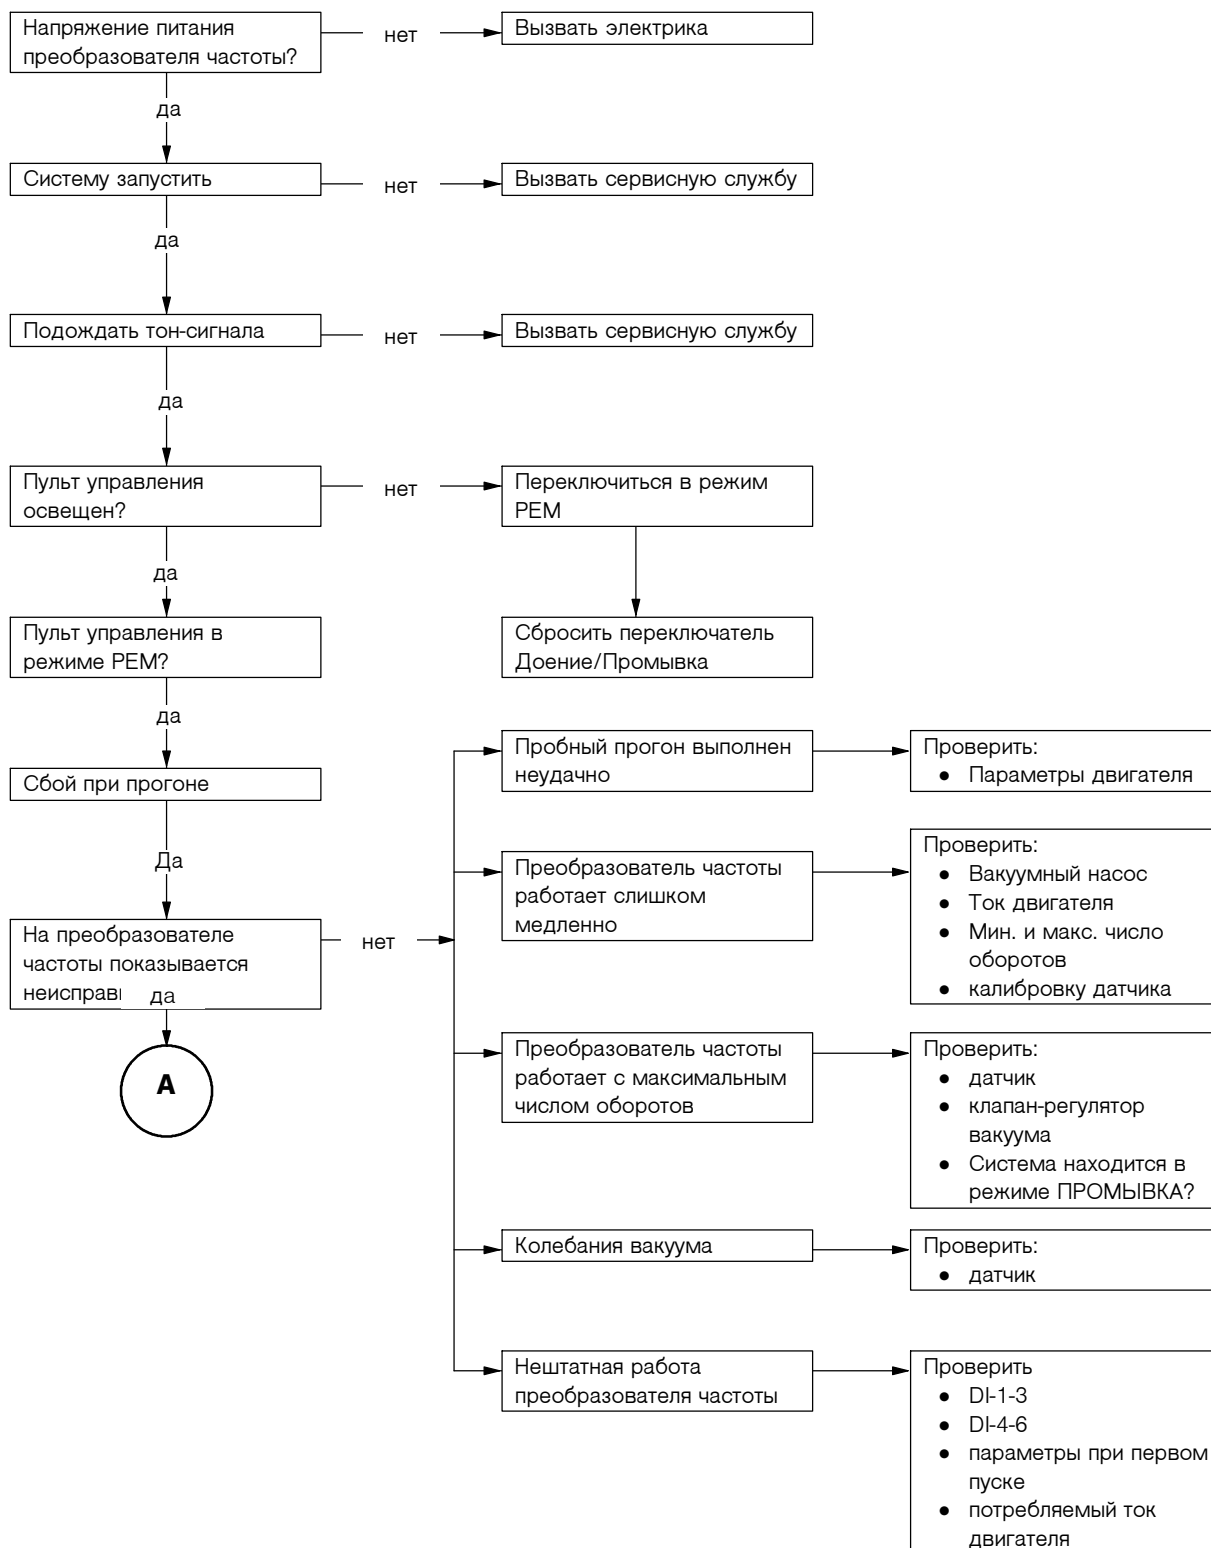 Напряжение питания
преобразователя частоты?
нет
Вызвать электрика
да
Систему запустить
нет
Вызвать сервисную службу
да
Подождать тон-сигнала
нет
Вызвать сервисную службу
да
Пульт управления
освещен?
нет
Переключиться в режим
РЕМ
да
Пульт управления в
режиме РЕМ?
Сбросить переключатель
Доение/Промывка
да
Сбой при прогоне
Да
На преобразователе
частоты показывается
неисправ
да
нет
A
Пробный прогон выполнен
неудачно
Проверить:
● Параметры двигателя
Преобразователь частоты
работает слишком
медленно
Проверить:
● Вакуумный насос
● Ток двигателя
● Мин. и макс. число
оборотов
● калибровку датчика
Преобразователь частоты
работает с максимальным
числом оборотов
Проверить:
● датчик
● клапан-регулятор
вакуума
● Система находится в
режиме ПРОМЫВКА?
Колебания вакуума
Проверить:
● датчик
Нештатная работа
преобразователя частоты
Проверить
● DI-1-3
● DI-4-6
● параметры при первом
пуске
● потребляемый ток
двигателя